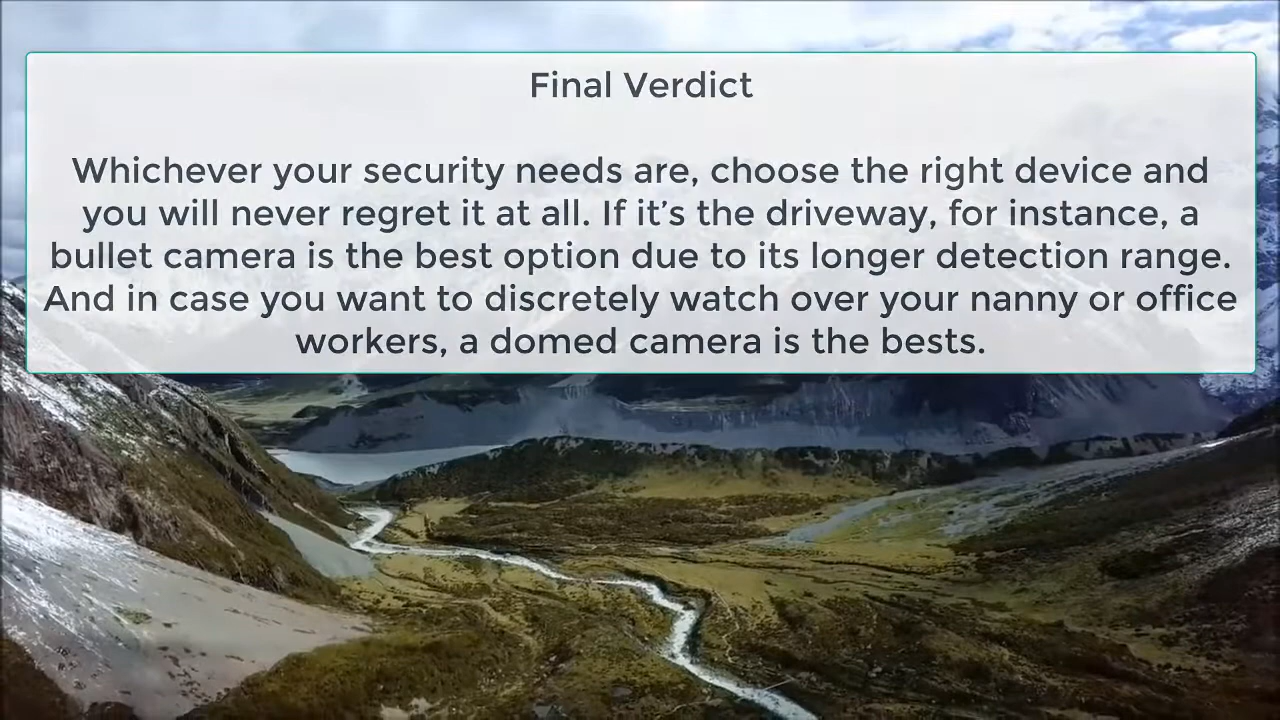 Final Verdict
Whichever your security needs are, choose the right device and
you will never regret it at all. If it’s the driveway, for instance, a
bullet camera is the best option due to its longer detection range.
And in case you want to discretely watch over your nanny or office
workers, a domed camera is the bests.